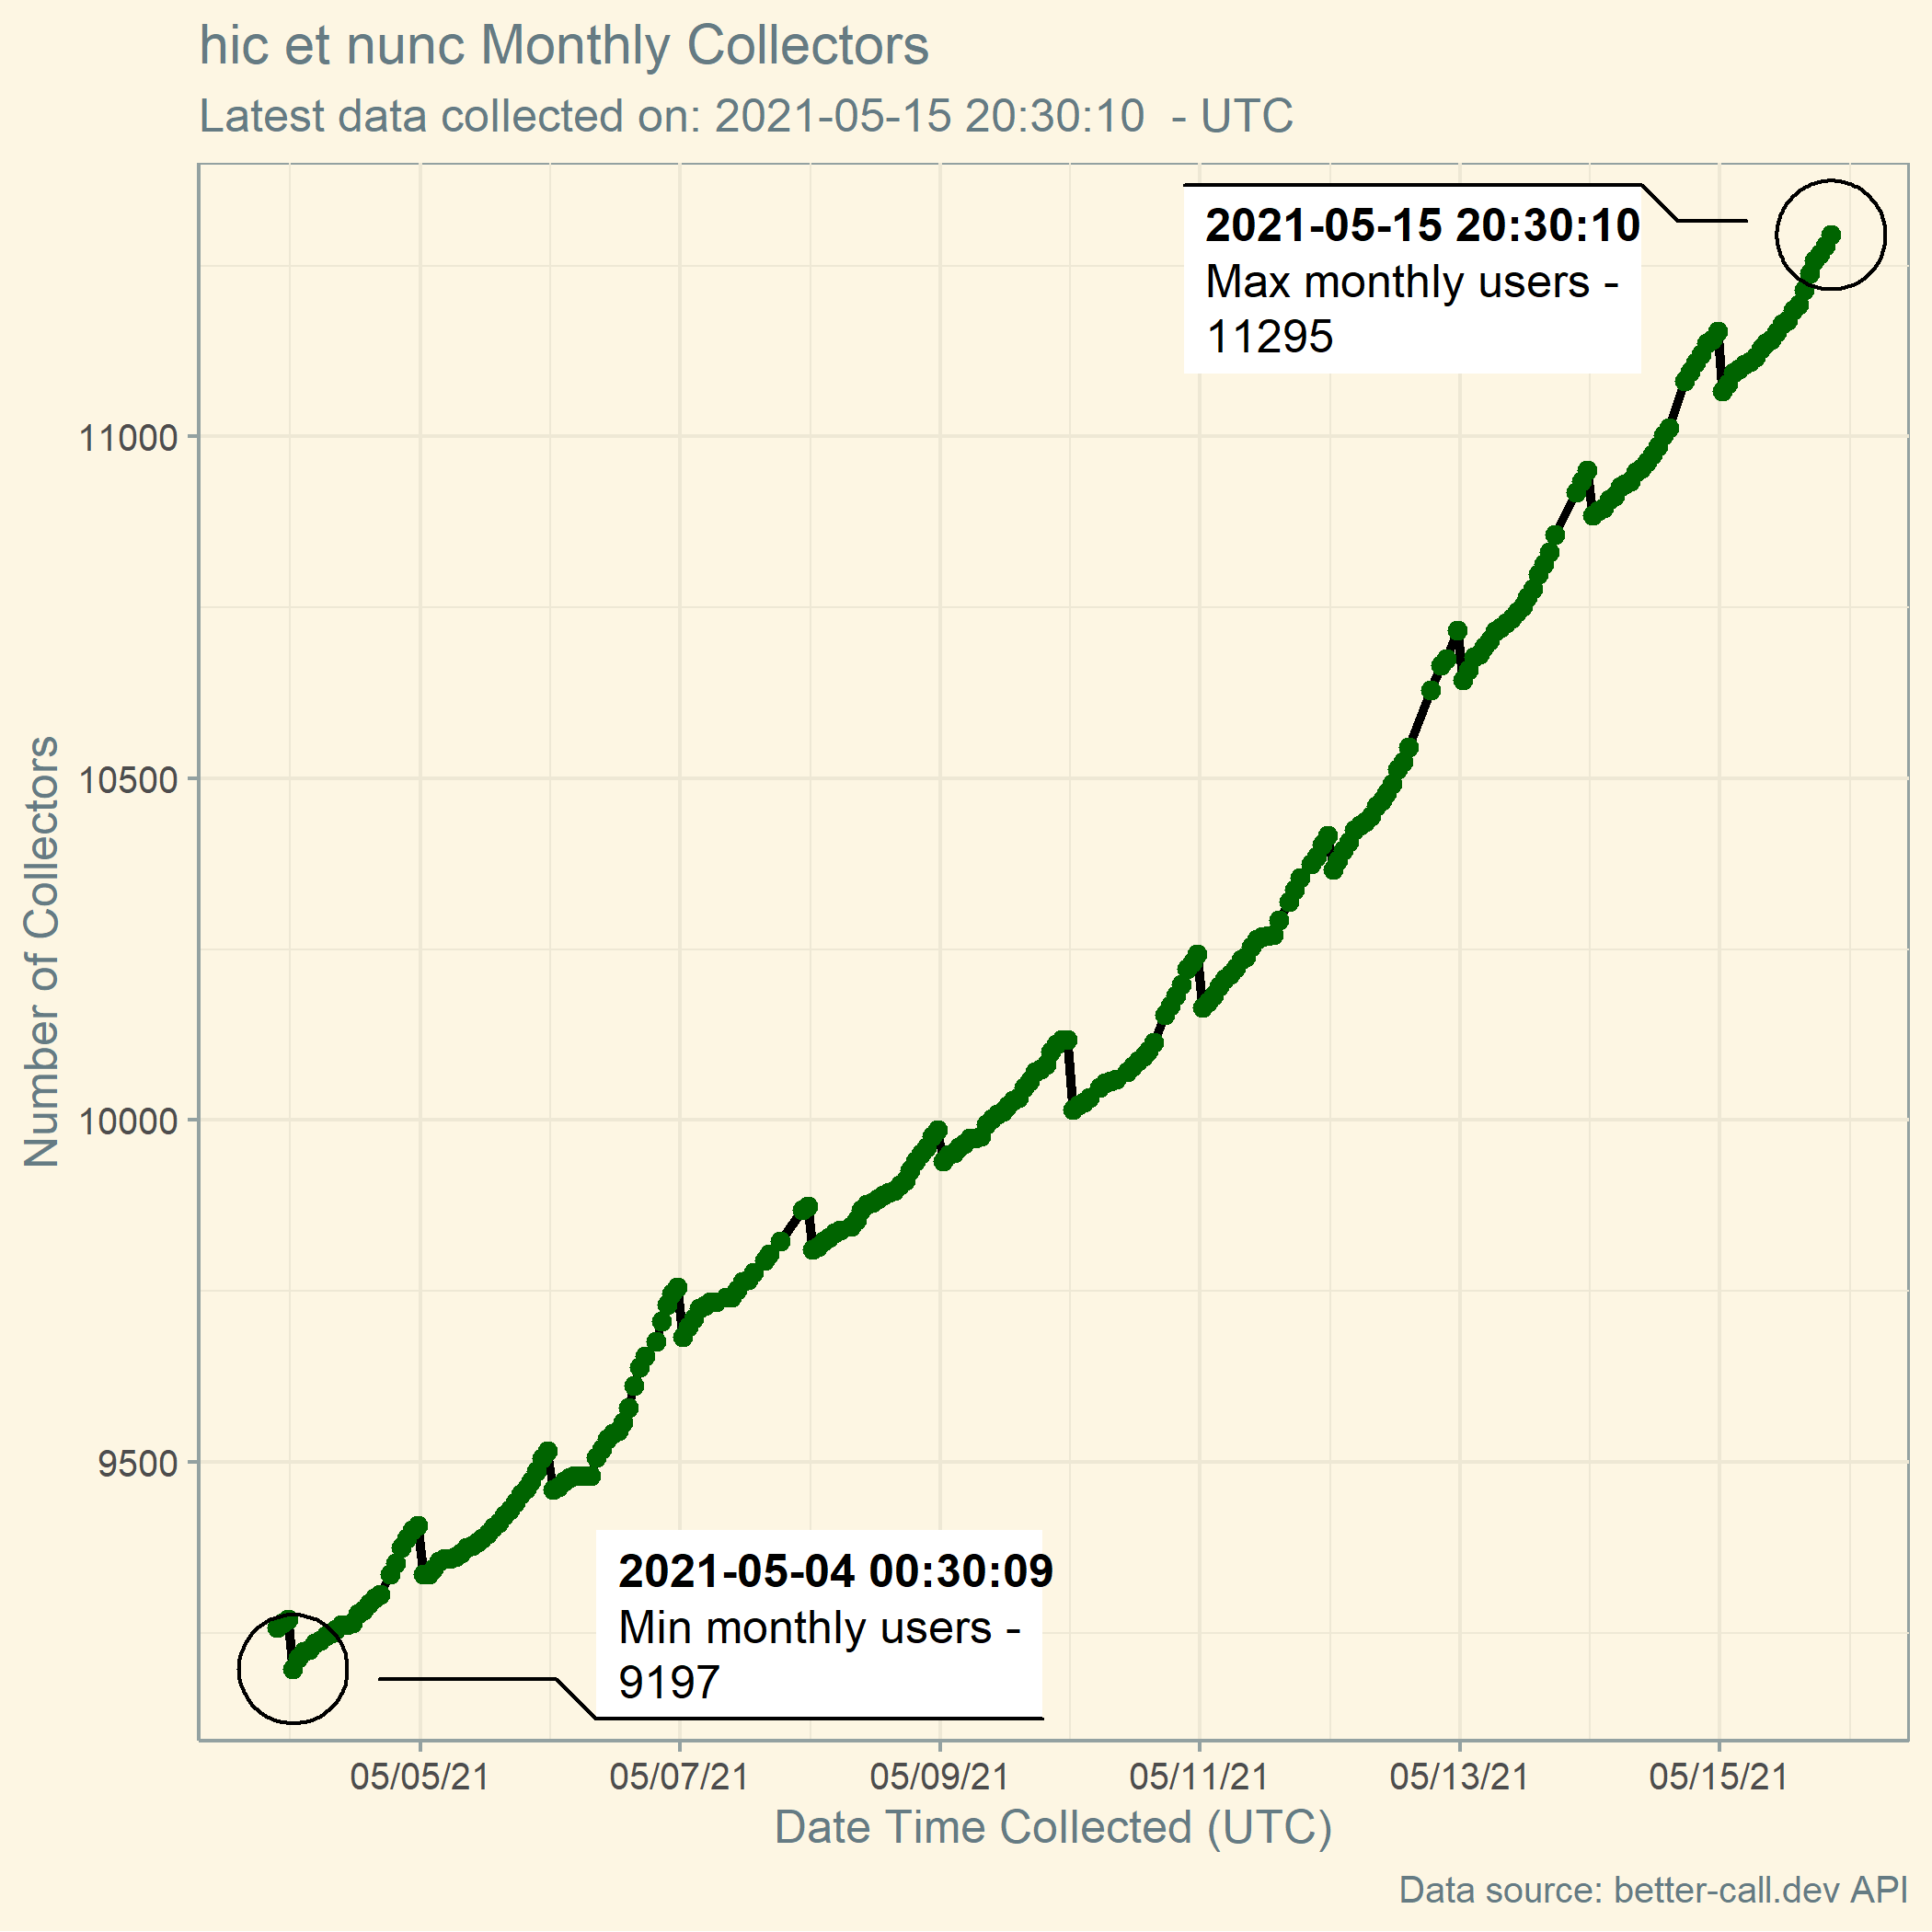 hic et nunc Monthly Collectors
Latest data collected on: 2021-05-15 20:30:10  - UTC
2021-05-15 20:30:10
Max monthly users -
11295
11000
10500
10000
9500
Number of Collectors
2021-05-04 00:30:09
Min monthly users -
9197
05/05/21 05/07/21 05/09/21 05/11/21 05/13/21 05/15/21
Date Time Collected (UTC)
Data source: better-call.dev API